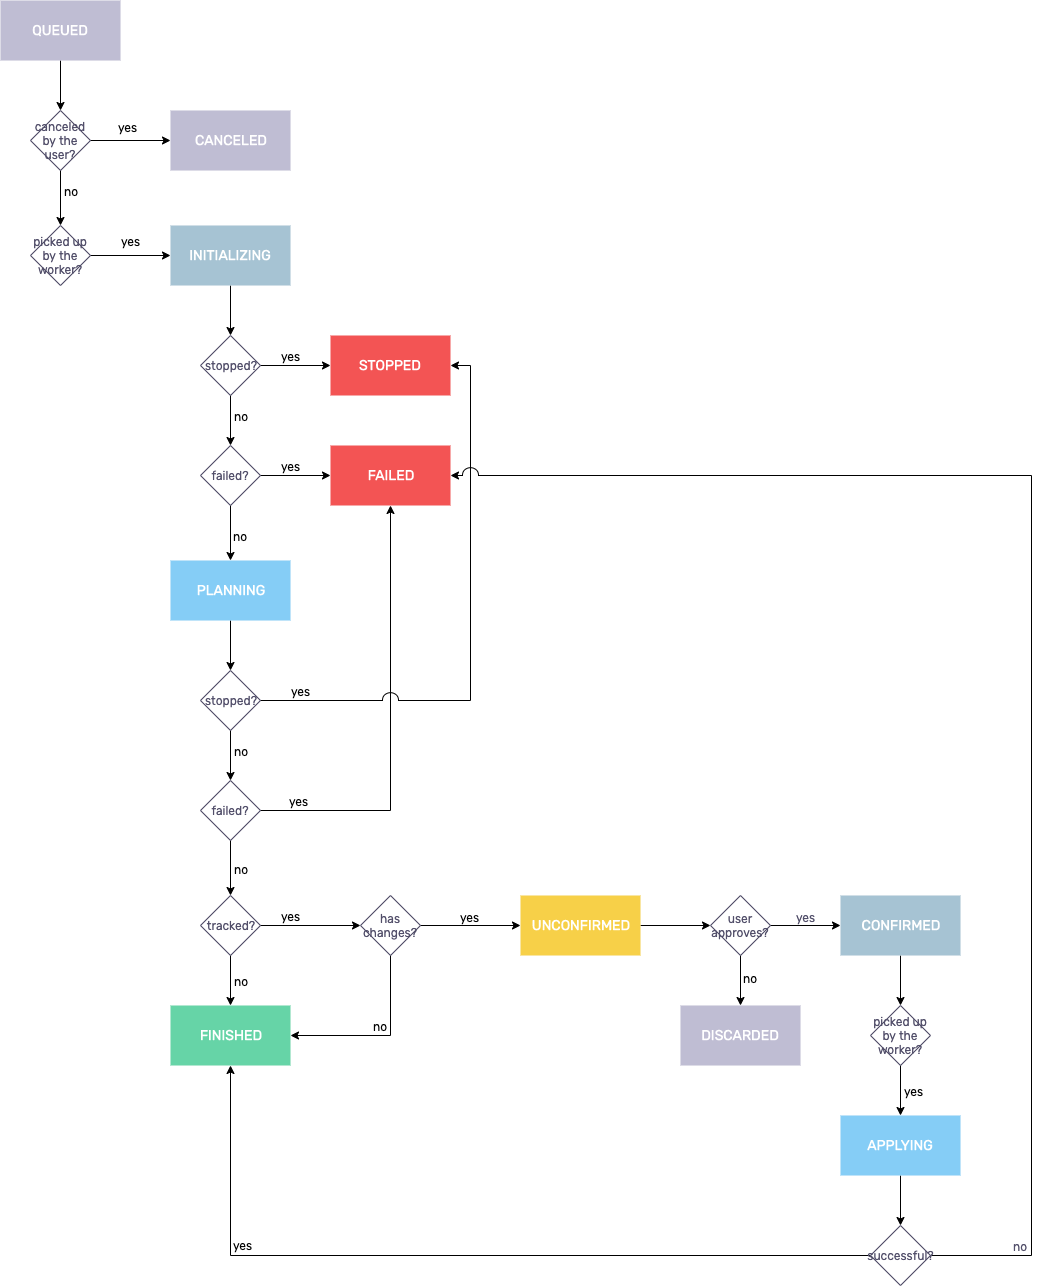 QUEUED
canceled
by the
user?
yes
CANCELED
no
picked up
by the
worker?
yes
INITIALIZING
stopped?
yes
STOPPED
no
failed?
yes
FAILED
no
PLANNING
stopped?
yes
no
failed?
yes
no
tracked?
yes
has
changes?
yes
UNCONFIRMED
user
approves?
yes
CONFIRMED
no
no
FINISHED
no
DISCARDED
picked up
by the
worker?
yes
APPLYING
yes
successful?
no